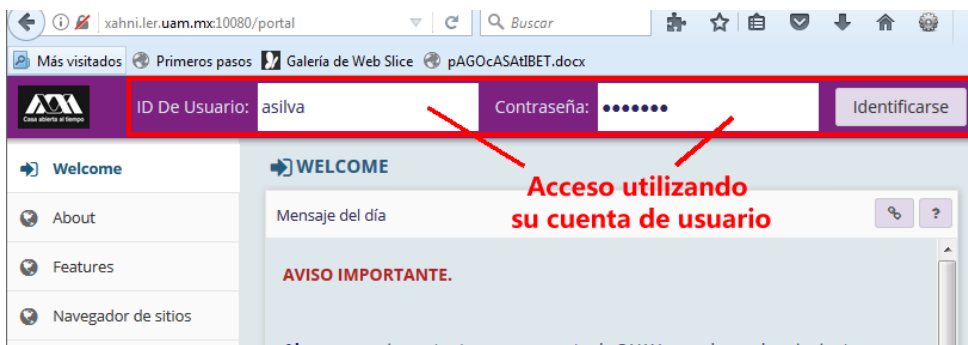 xahni.ler.uam.mx:10080/portal
Buscar
Más visitados Primeros pasos Galería de Web Slice pAGOcASAtIBET.docx
Casa abierta al tiempo
ID De Usuario: asilva Contraseña: ••••••• Identificarse
Welcome
About
Features
Navegador de sitios
WELCOME
Acceso utilizando
su cuenta de usuario
Mensaje del día
?
AVISO IMPORTANTE.